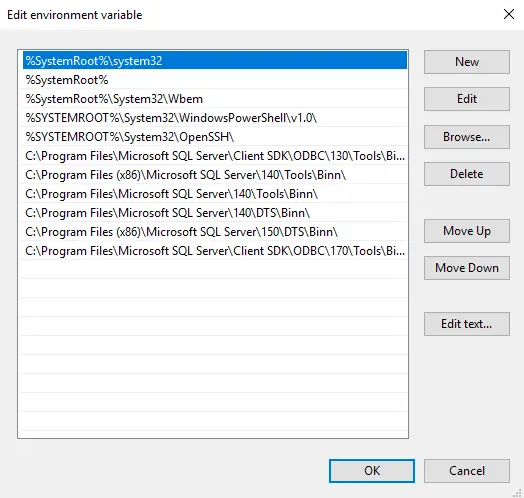 Edit environment variable
%SystemRoot%\system32
%SystemRoot%
%SystemRoot%\System32\Wbem
%SYSTEMROOT%\System32\WindowsPowerShell\v1.0\
%SYSTEMROOT%\System32\OpenSSH\
C:\Program Files\Microsoft SQL Server\Client SDK\ODBC\130\Tools\Bi...
C:\Program Files (x86)\Microsoft SQL Server\140\Tools\Binn\
C:\Program Files\Microsoft SQL Server\140\Tools\Binn\
C:\Program Files\Microsoft SQL Server\140\DTS\Binn\
C:\Program Files (x86)\Microsoft SQL Server\150\DTS\Binn\
C:\Program Files\Microsoft SQL Server\Client SDK\ODBC\170\Tools\Bi...
New
Edit
Browse...
Delete
Move Up
Move Down
Edit text...
OK
Cancel